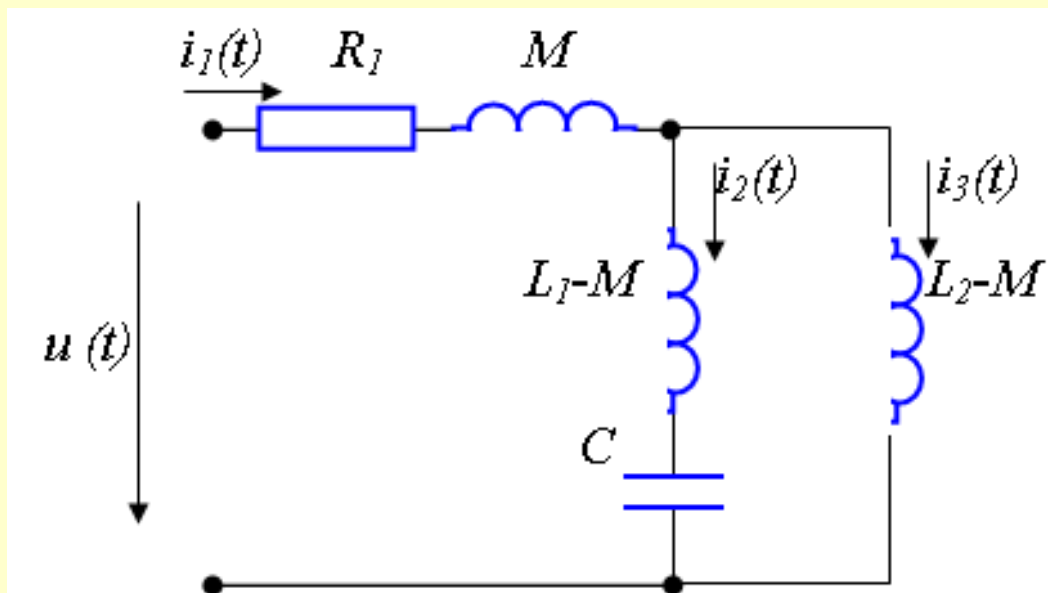 i₁(t) R₁ M
i₂(t) i₃(t)
L₁-M L₂-M
u (t)
C